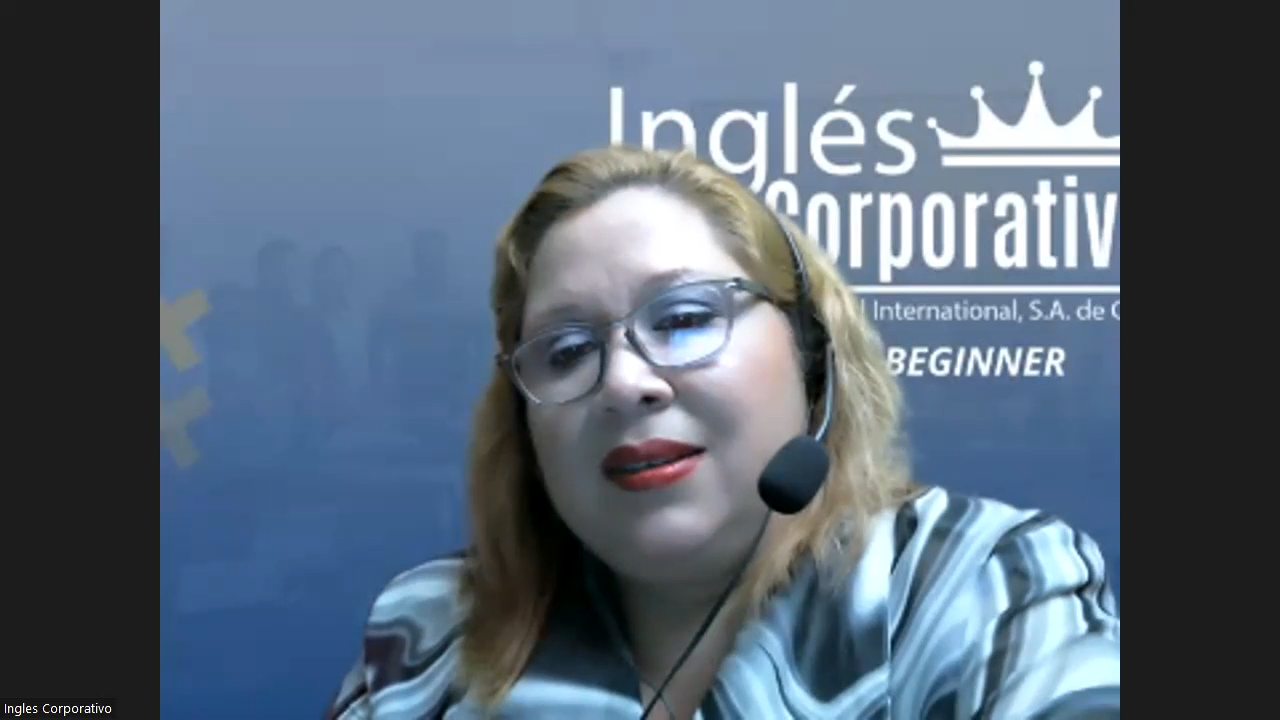 Inglés
Corporativ
l International, S.A. de C
BEGINNER
Ingles Corporativo